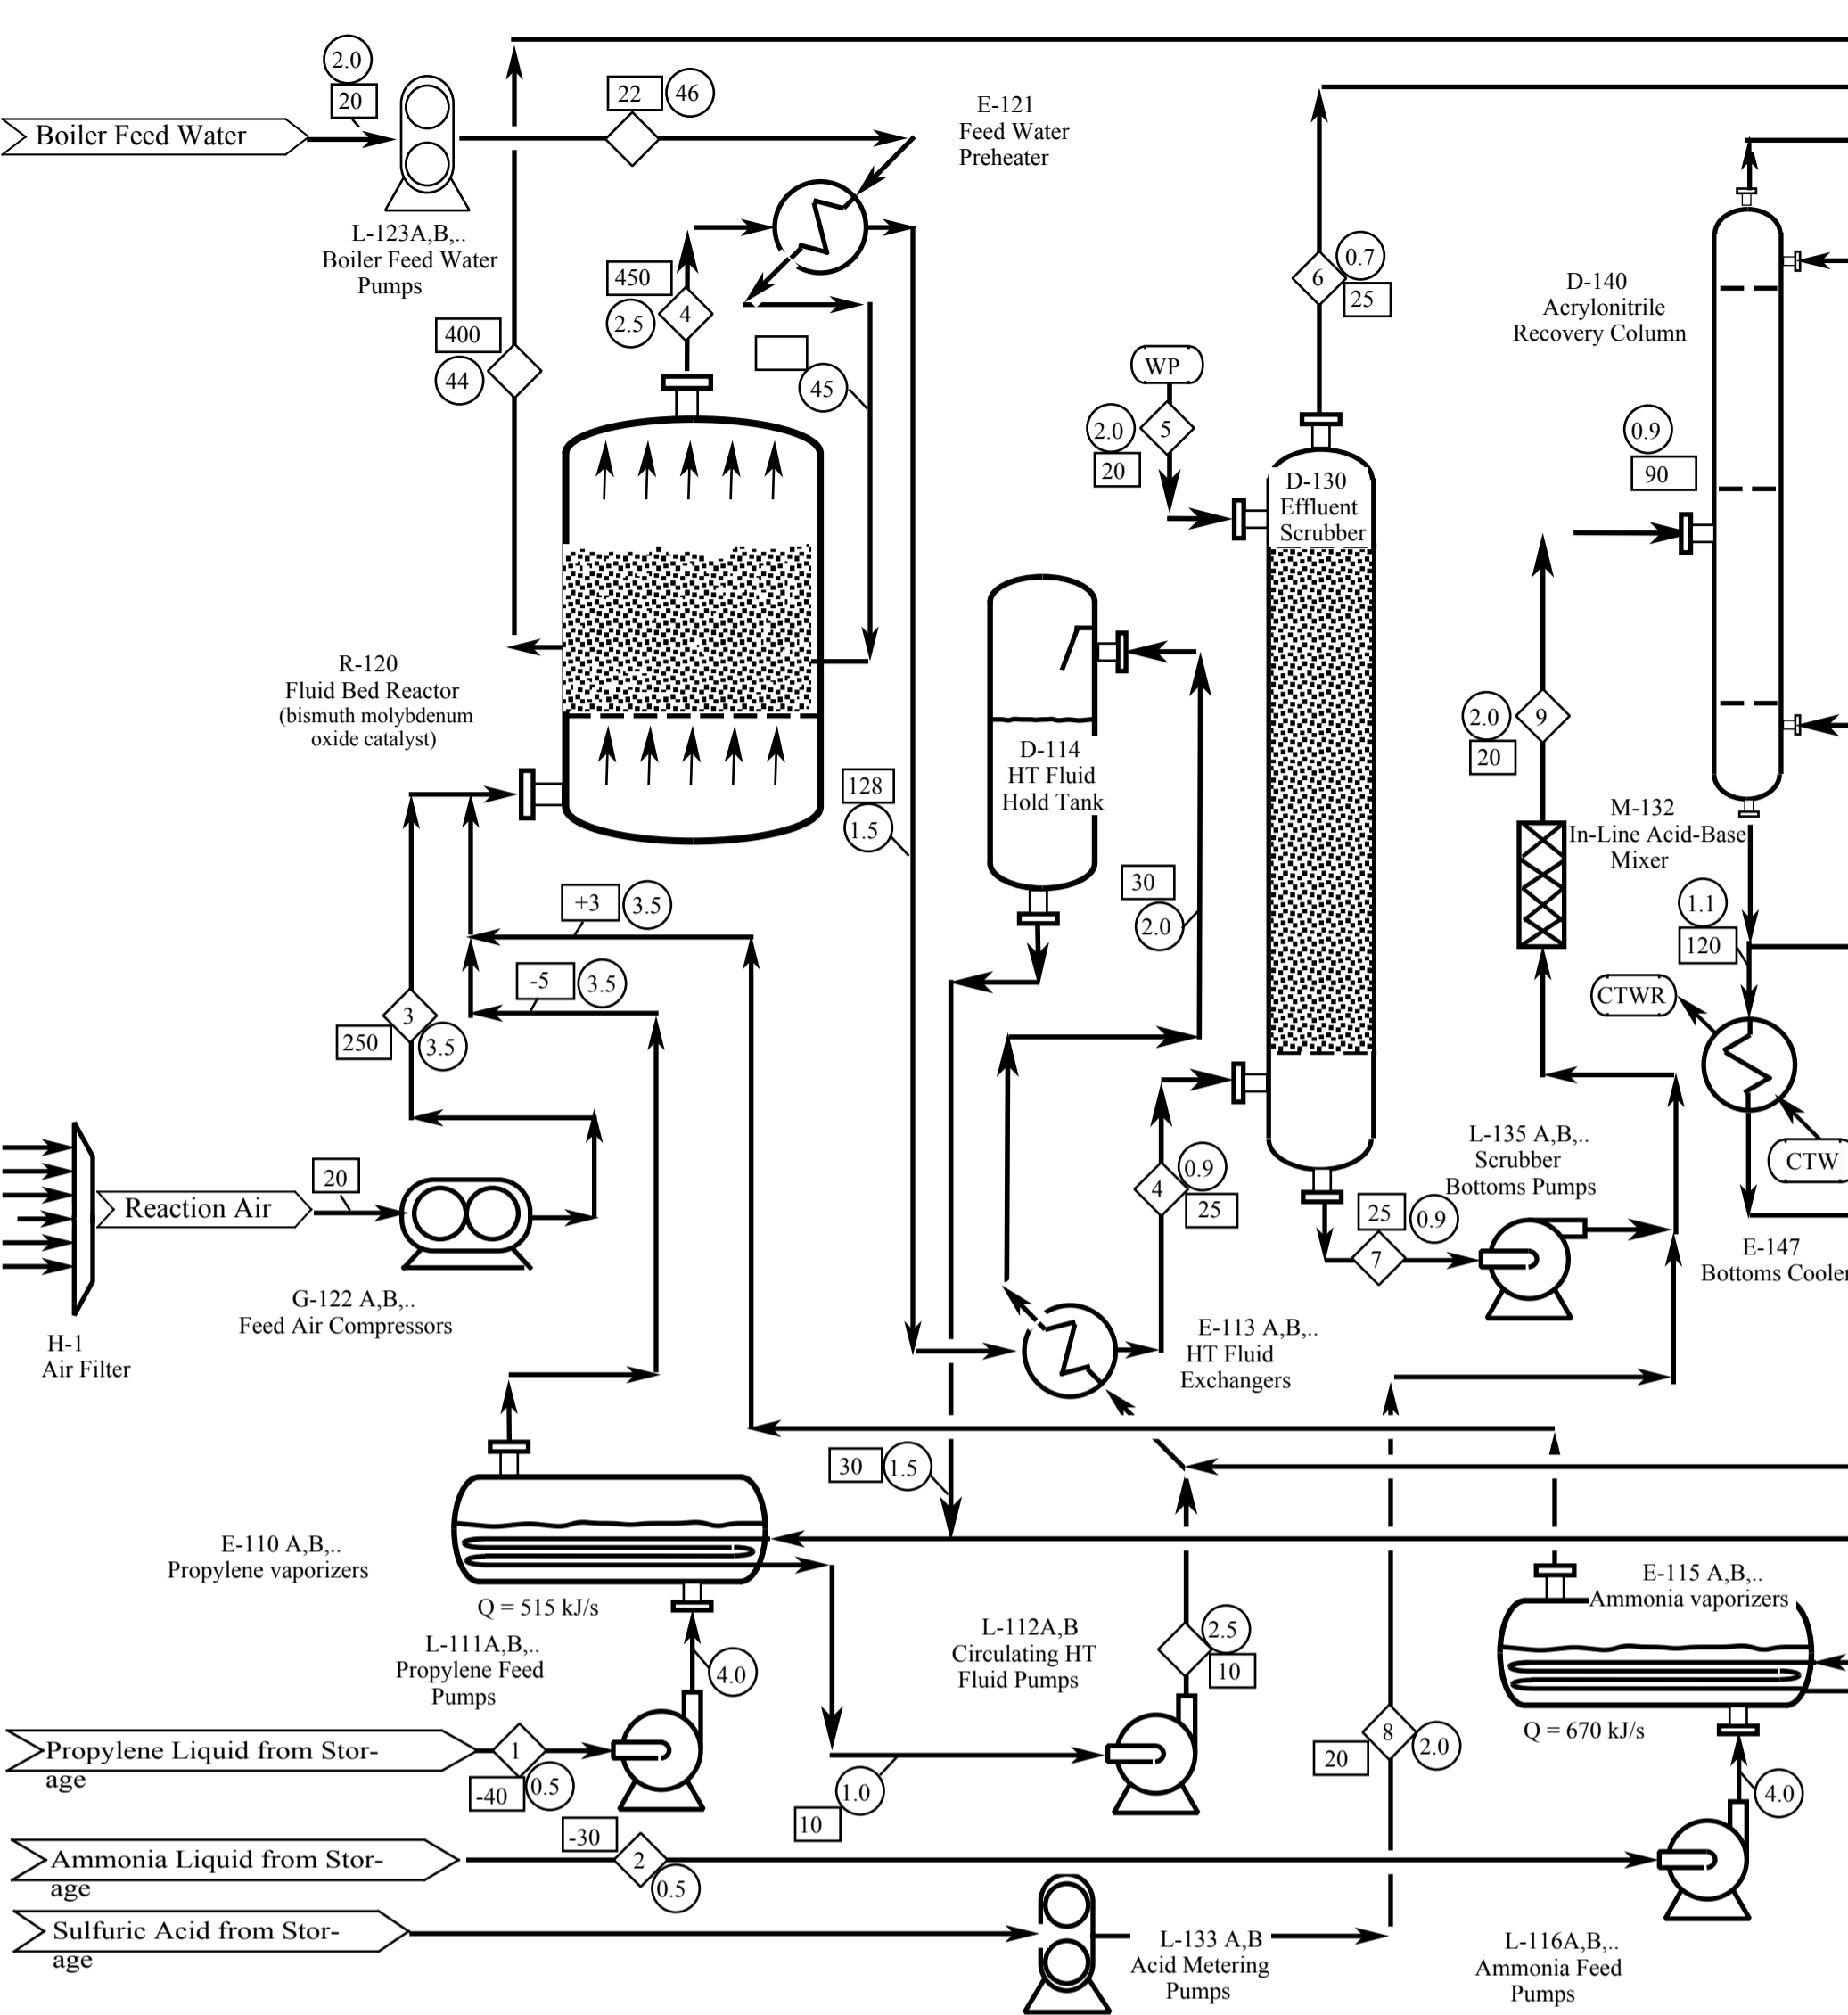 2.0
20
Boiler Feed Water
22
46
L-123A,B,..
Boiler Feed Water
Pumps
E-121
Feed Water
Preheater
450
2.5
4
400
44
45
6
0.7
25
D-140
Acrylonitrile
Recovery Column
WP
2.0
5
20
0.9
90
D-130
Effluent
Scrubber
R-120
Fluid Bed Reactor
(bismuth molybdenum
oxide catalyst)
D-114
HT Fluid
Hold Tank
128
1.5
2.0
9
20
M-132
In-Line Acid-Base
Mixer
30
2.0
+3
3.5
-5
3.5
3
250
3.5
1.1
120
CTWR
CTW
E-147
Bottoms Cooler
L-135 A,B,..
Scrubber
Bottoms Pumps
4
0.9
25
25
0.9
7
20
Reaction Air
G-122 A,B,..
Feed Air Compressors
H-1
Air Filter
E-113 A,B,..
HT Fluid
Exchangers
30
1.5
E-110 A,B,..
Propylene vaporizers
Q = 515 kJ/s
L-111A,B,..
Propylene Feed
Pumps
4.0
L-112A,B
Circulating HT
Fluid Pumps
2.5
10
E-115 A,B,..
Ammonia vaporizers
Q = 670 kJ/s
8
20
2.0
4.0
Propylene Liquid from Stor-
age
1
-40
0.5
1.0
10
Ammonia Liquid from Stor-
age
-30
2
0.5
Sulfuric Acid from Stor-
age
L-133 A,B
Acid Metering
Pumps
L-116A,B,..
Ammonia Feed
Pumps